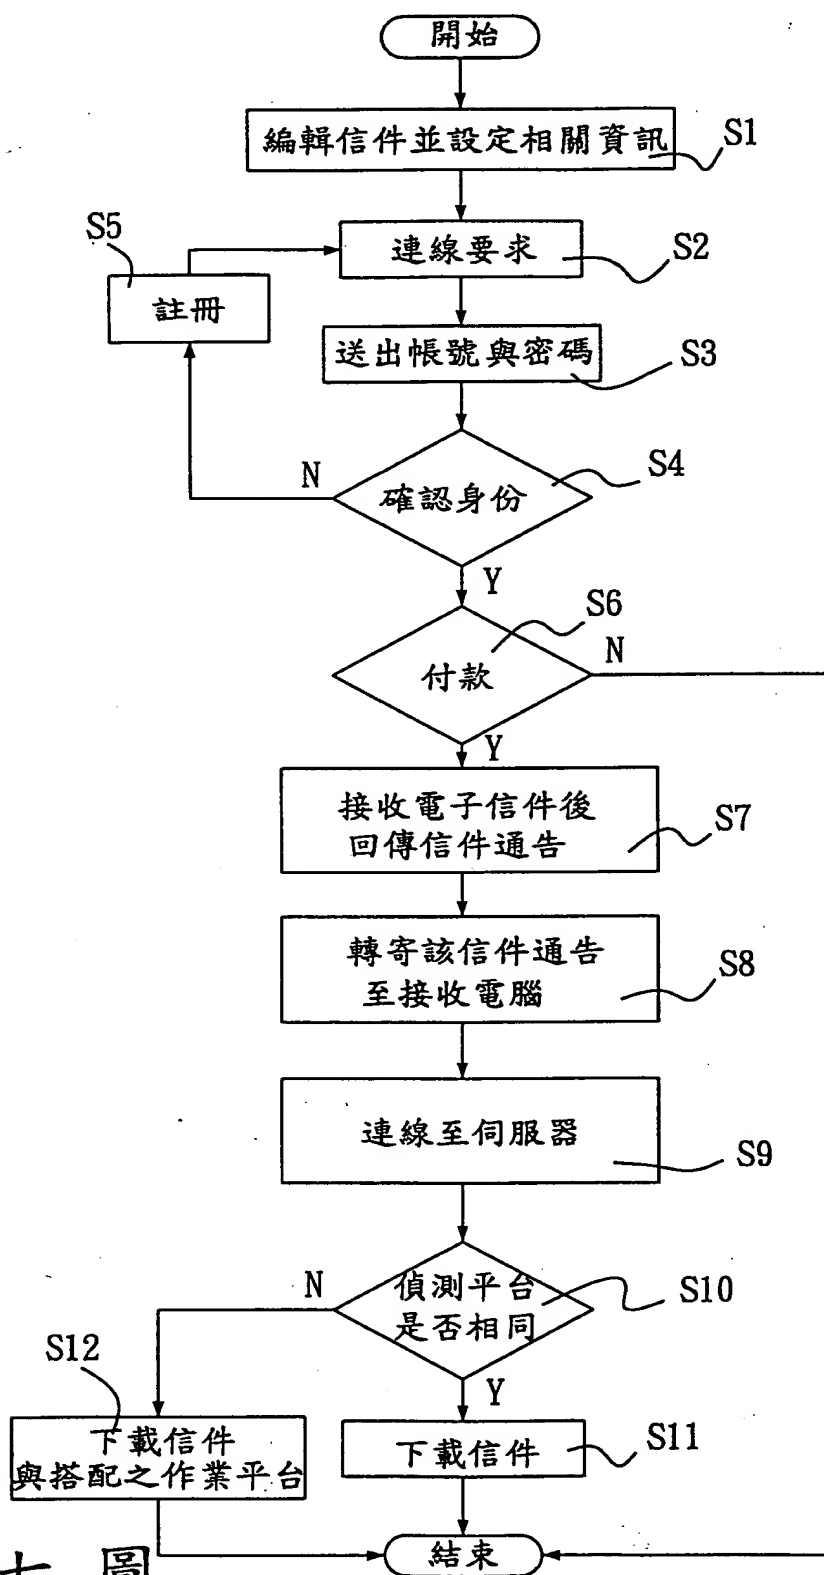 開始
編輯信件並設定相關資訊
S1
S5
連線要求
S2
註冊
送出帳號與密碼
S3
N
確認身份
S4
Y
S6
付款
N
Y
接收電子信件後
回傳信件通告
S7
轉寄該信件通告
至接收電腦
S8
連線至伺服器
S9
N
偵測平台
是否相同
S10
S12
Y
下載信件
與搭配之作業平台
下載信件
S11
結束
圖